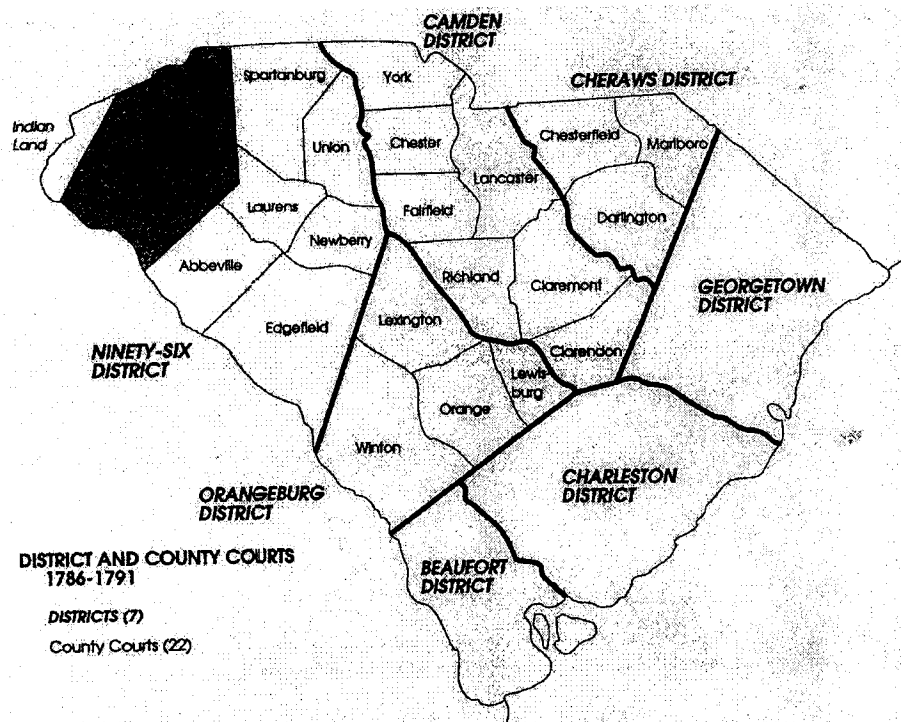 CAMDEN
DISTRICT
CHERAWS DISTRICT
Spartanburg
York
Indian
Land
Union
Chester
Chesterfield
Marlboro
Lancaster
Laurens
Fairfield
Darlington
Newberry
Abbeville
Richland
Claremont
GEORGETOWN
DISTRICT
Edgefield
Lexington
NINETY-SIX
DISTRICT
Clarendon
Lewis
burg
Orange
Winton
CHARLESTON
DISTRICT
ORANGEBURG
DISTRICT
DISTRICT AND COUNTY COURTS
1786-1791
BEAUFORT
DISTRICT
DISTRICTS (7)
County Courts (22)